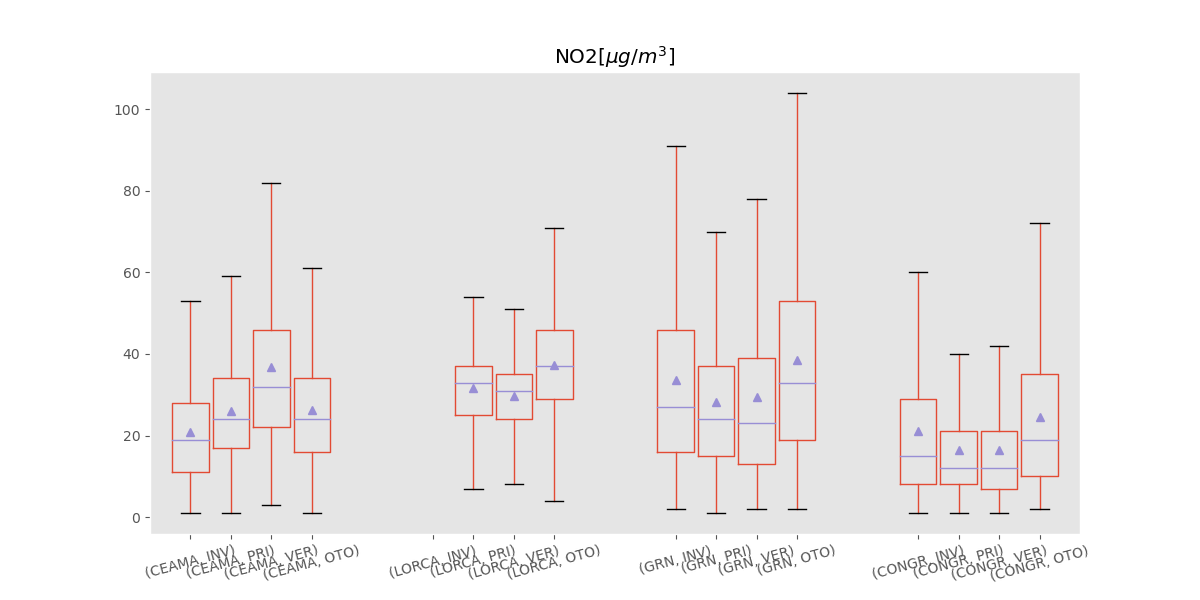 NO2[μg/m³]
100
80
60
40
20
0
(CEAMA, INV)
(CEAMA, PRI)
(CEAMA, VER)
(CEAMA, OTO)
(LORCA, INV)
(LORCA, PRI)
(LORCA, VER)
(LORCA, OTO)
(GRN, INV)
(GRN, PRI)
(GRN, VER)
(GRN, OTO)
(CONGR, INV)
(CONGR, PRI)
(CONGR, VER)
(CONGR, OTO)